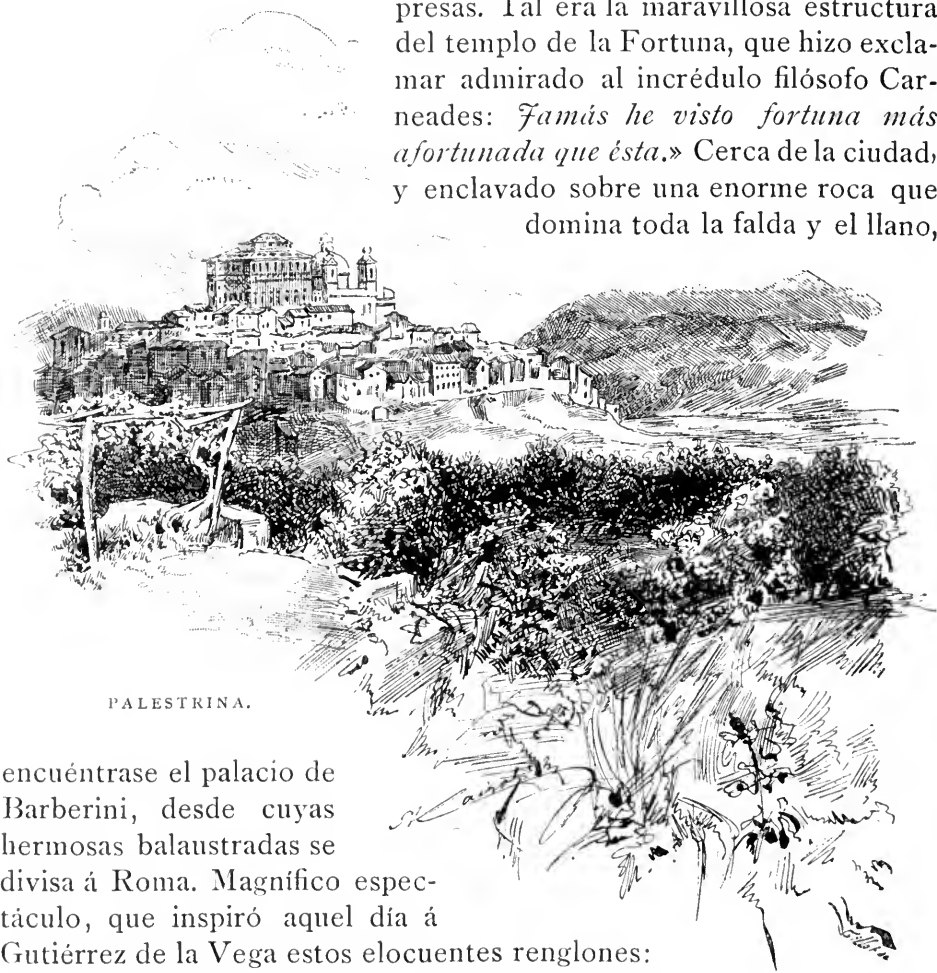 presas. Tal era la maravillosa estructura
del templo de la Fortuna, que hizo excla-
mar admirado al incrédulo filósofo Car-
neades: Jamás he visto fortuna más
afortunada que ésta.» Cerca de la ciudad,
y enclavado sobre una enorme roca que
domina toda la falda y el llano,
PALESTRINA.
encuéntrase el palacio de
Barberini, desde cuyas
hermosas balaustradas se
divisa á Roma. Magnífico espec-
táculo, que inspiró aquel día á
Gutiérrez de la Vega estos elocuentes renglones: